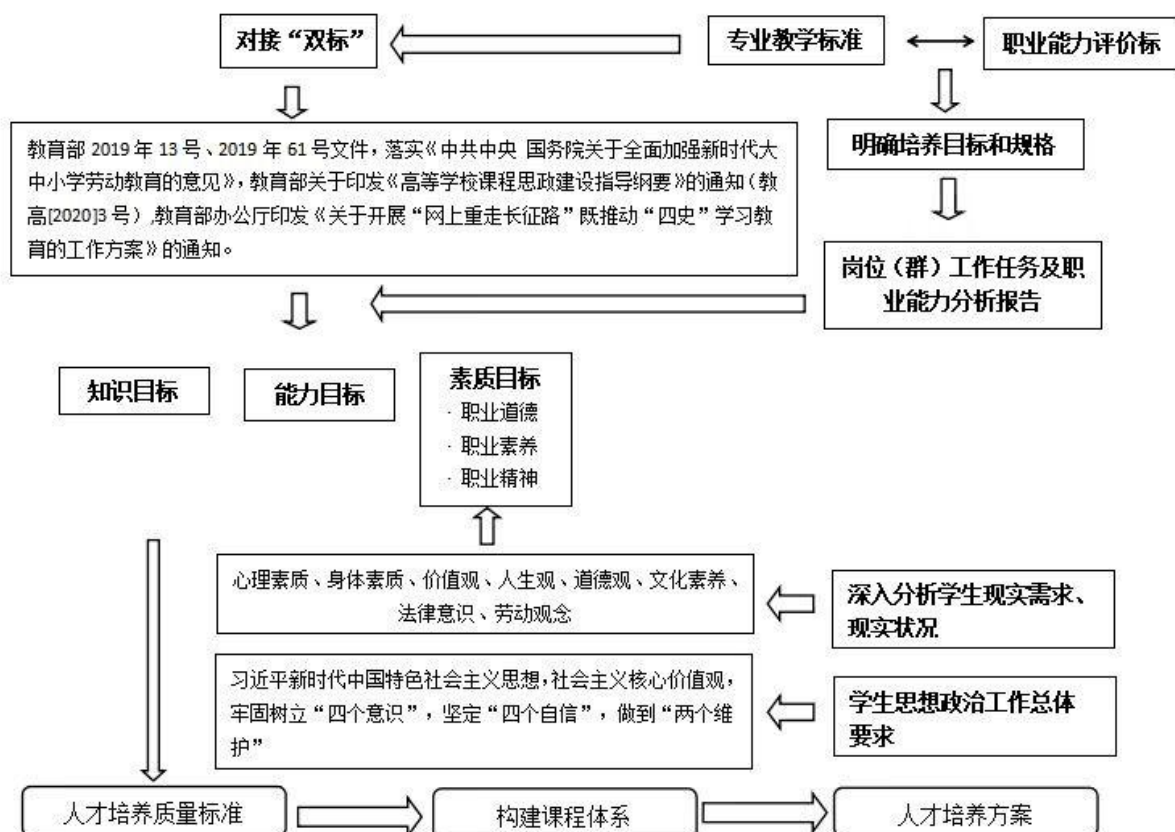 对接“双标”
专业教学标准
职业能力评价标
教育部 2019 年 13 号、2019 年 61 号文件，落实《中共中央 国务院关于全面加强新时代大
中小学劳动教育的意见》，教育部关于印发《高等学校课程思政建设指导纲要》的通知（教
高[2020]3 号）,教育部办公厅印发《关于开展“网上重走长征路”既推动“四史”学习教
育的工作方案》的通知。
明确培养目标和规格
岗位（群）工作任务及职
业能力分析报告
知识目标
能力目标
素质目标
· 职业道德
· 职业素养
· 职业精神
心理素质、身体素质、价值观、人生观、道德观、文化素养、
法律意识、劳动观念
深入分析学生现实需求、
现实状况
习近平新时代中国特色社会主义思想,社会主义核心价值观，
牢固树立“四个意识”，坚定“四个自信”，做到“两个维
护”
学生思想政治工作总体
要求
人才培养质量标准
构建课程体系
人才培养方案